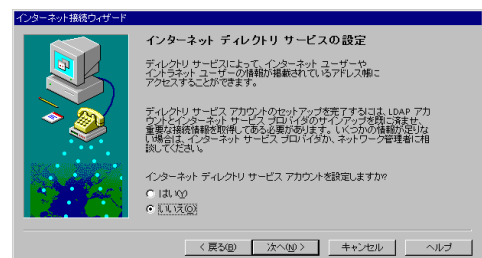 インターネット接続ウィザード
インターネット ディレクトリ サービスの設定
ディレクトリ サービスによって、インターネット ユーザーや
イントラネット ユーザーの情報が掲載されているアドレス帳に
アクセスすることができます。
ディレクトリ サービス アカウントのセットアップを完了するには、LDAP アカ
ウントとインターネット サービス プロバイダのサインアップを既に済ませ、
重要な接続情報を取得してある必要があります。いくつかの情報が足りな
い場合は、インターネット サービス プロバイダか、ネットワーク管理者に相
談してください。
インターネット ディレクトリ サービス アカウントを設定しますか?
はい(Y)
いいえ(O)
< 戻る(B)
次へ(N) >
キャンセル
ヘルプ